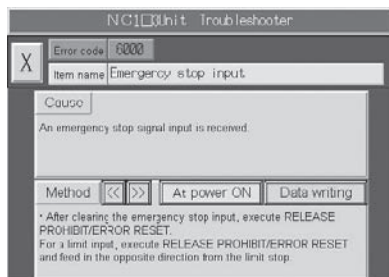 NC1□3Unit Troubleshooter
X
Error code 6000
Item name Emergency stop input
Cause
An emergency stop signal input is received.
Method << >> At power ON Data writing
• After clearing the emergency stop input, execute RELEASE
PROHIBIT/ERROR RESET.
For a limit input, execute RELEASE PROHIBIT/ERROR RESET
and feed in the opposite direction from the limit stop.